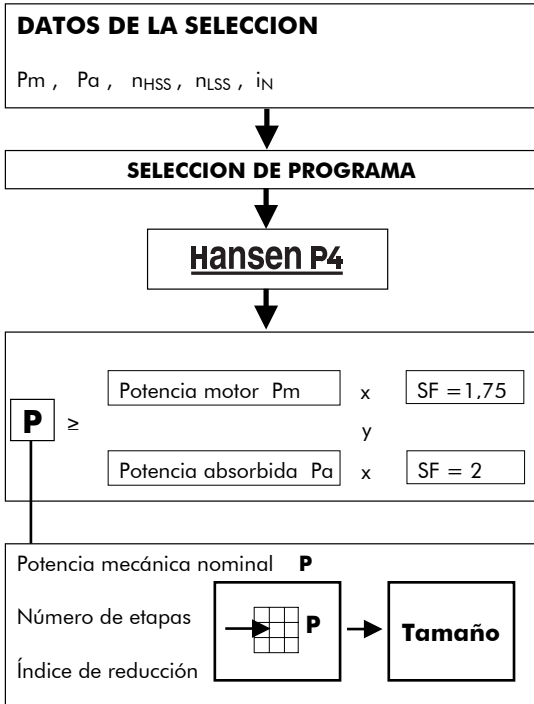 DATOS DE LA SELECCION
Pm , Pa , nHSS , nLSS , iN
SELECCION DE PROGRAMA
Hansen P4
Potencia motor Pm x SF =1,75
P ≥ y
Potencia absorbida Pa x SF = 2
Potencia mecánica nominal P
Número de etapas P Tamaño
Índice de reducción